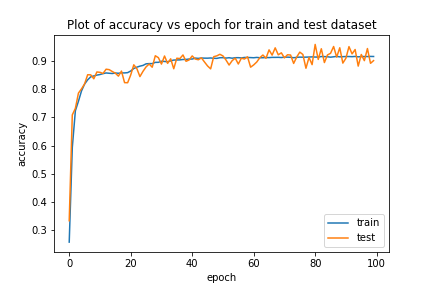 Plot of accuracy vs epoch for train and test dataset
accuracy
0.9
0.8
0.7
0.6
0.5
0.4
0.3
0
20
40
60
80
100
epoch
train
test